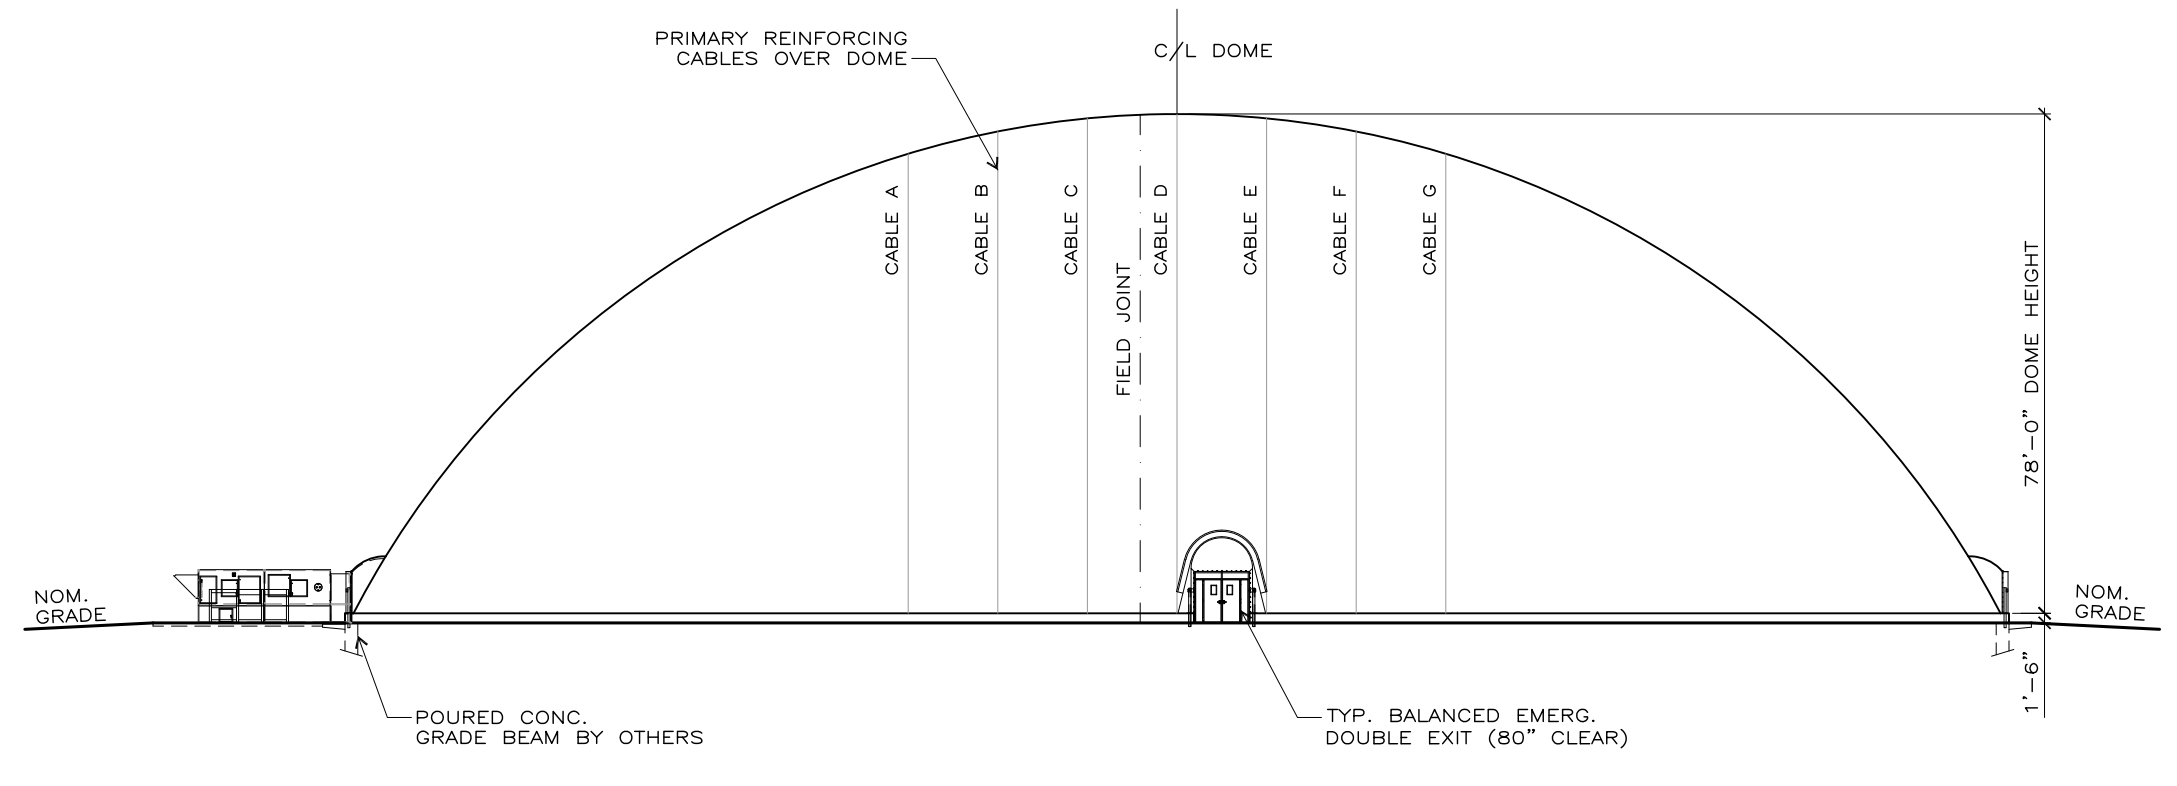 PRIMARY REINFORCING
CABLES OVER DOME
C/L DOME
CABLE A
CABLE B
CABLE C
FIELD JOINT
CABLE D
CABLE E
CABLE F
CABLE G
78'-0" DOME HEIGHT
1'-6"
NOM.
GRADE
NOM.
GRADE
POURED CONC.
GRADE BEAM BY OTHERS
TYP. BALANCED EMERG.
DOUBLE EXIT (80" CLEAR)